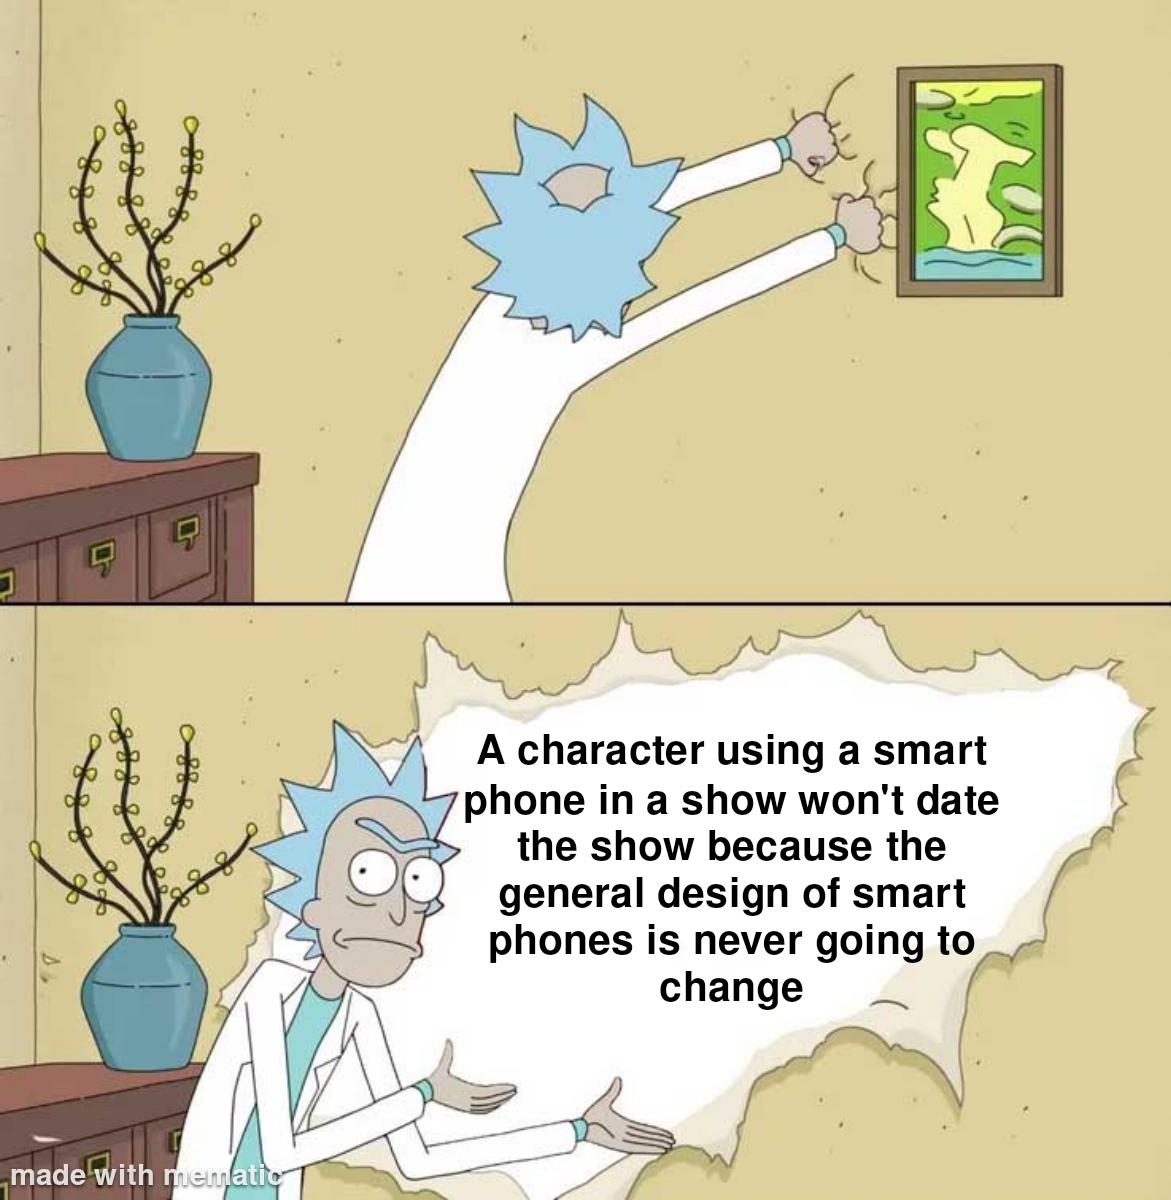 A character using a smart
phone in a show won't date
the show because the
general design of smart
phones is never going to
change
made with mematic